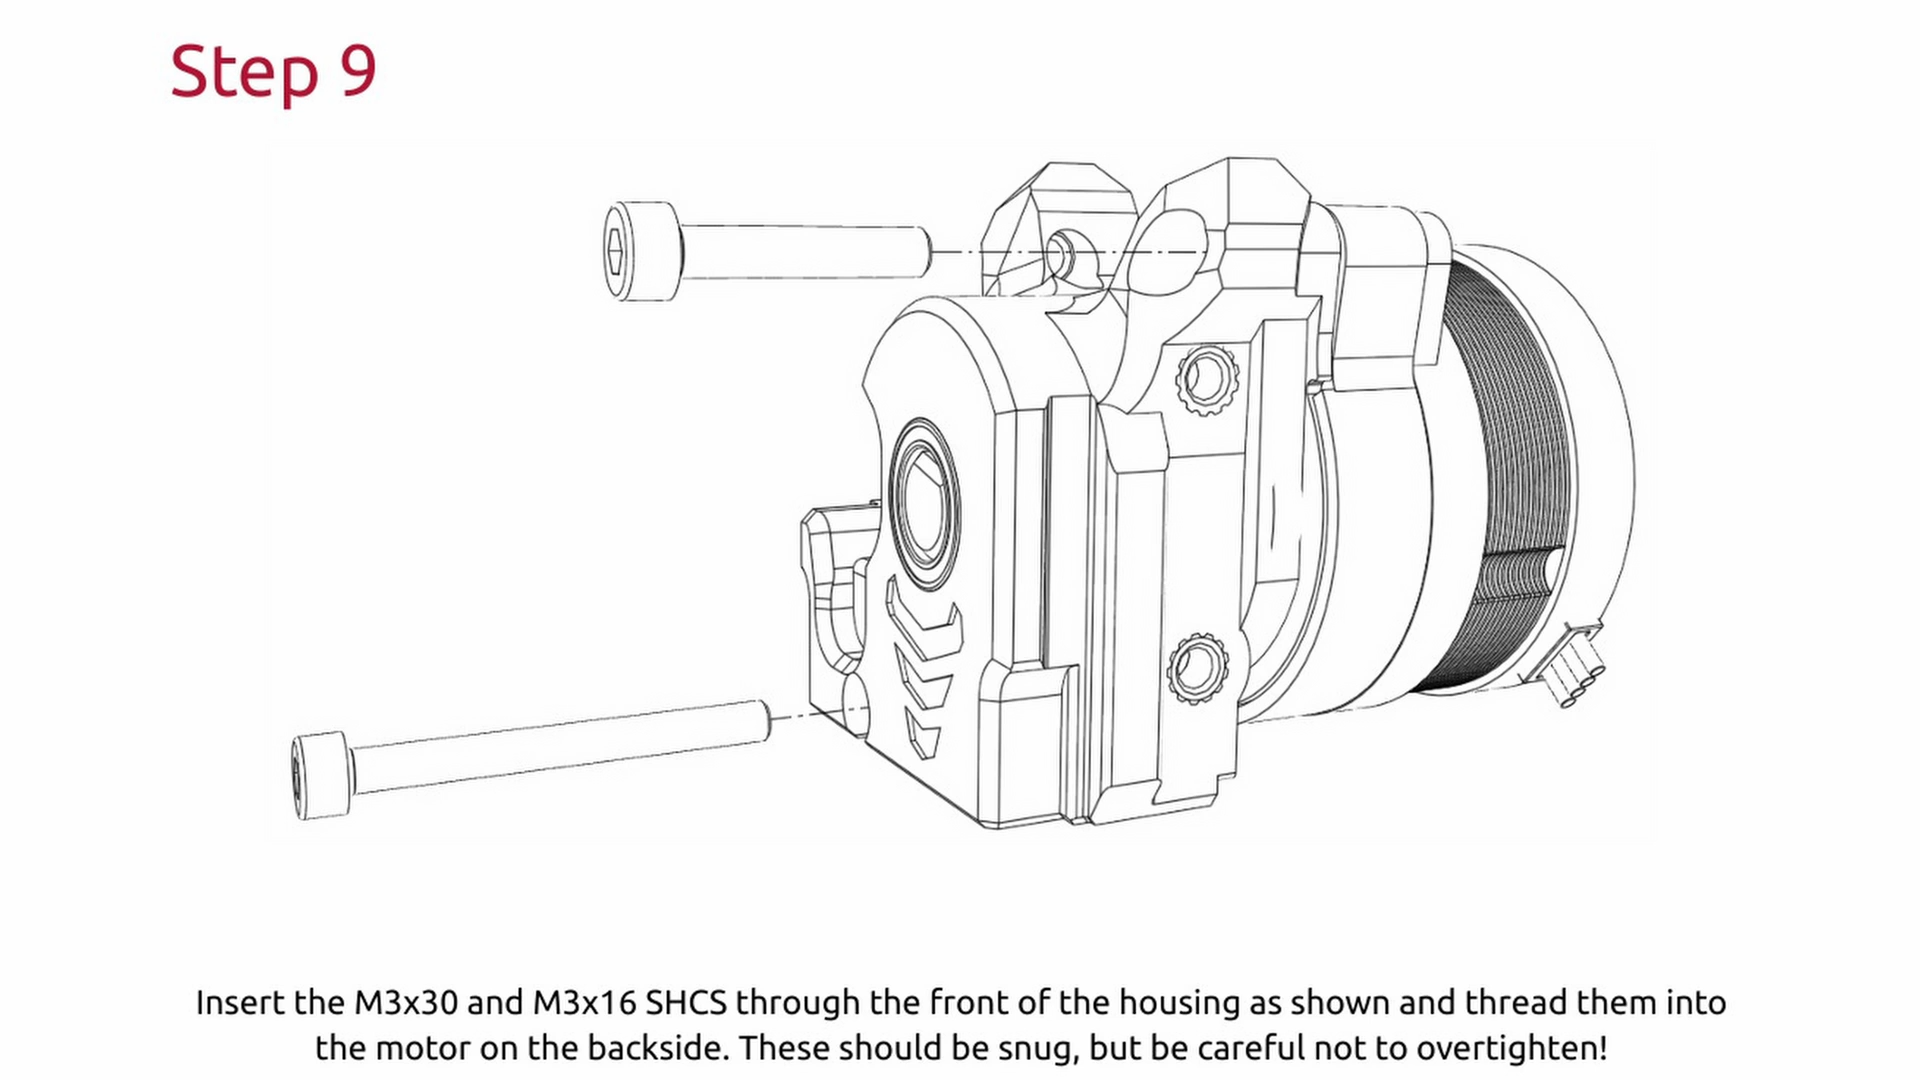 Step 9
Insert the M3x30 and M3x16 SHCS through the front of the housing as shown and thread them into
the motor on the backside. These should be snug, but be careful not to overtighten!